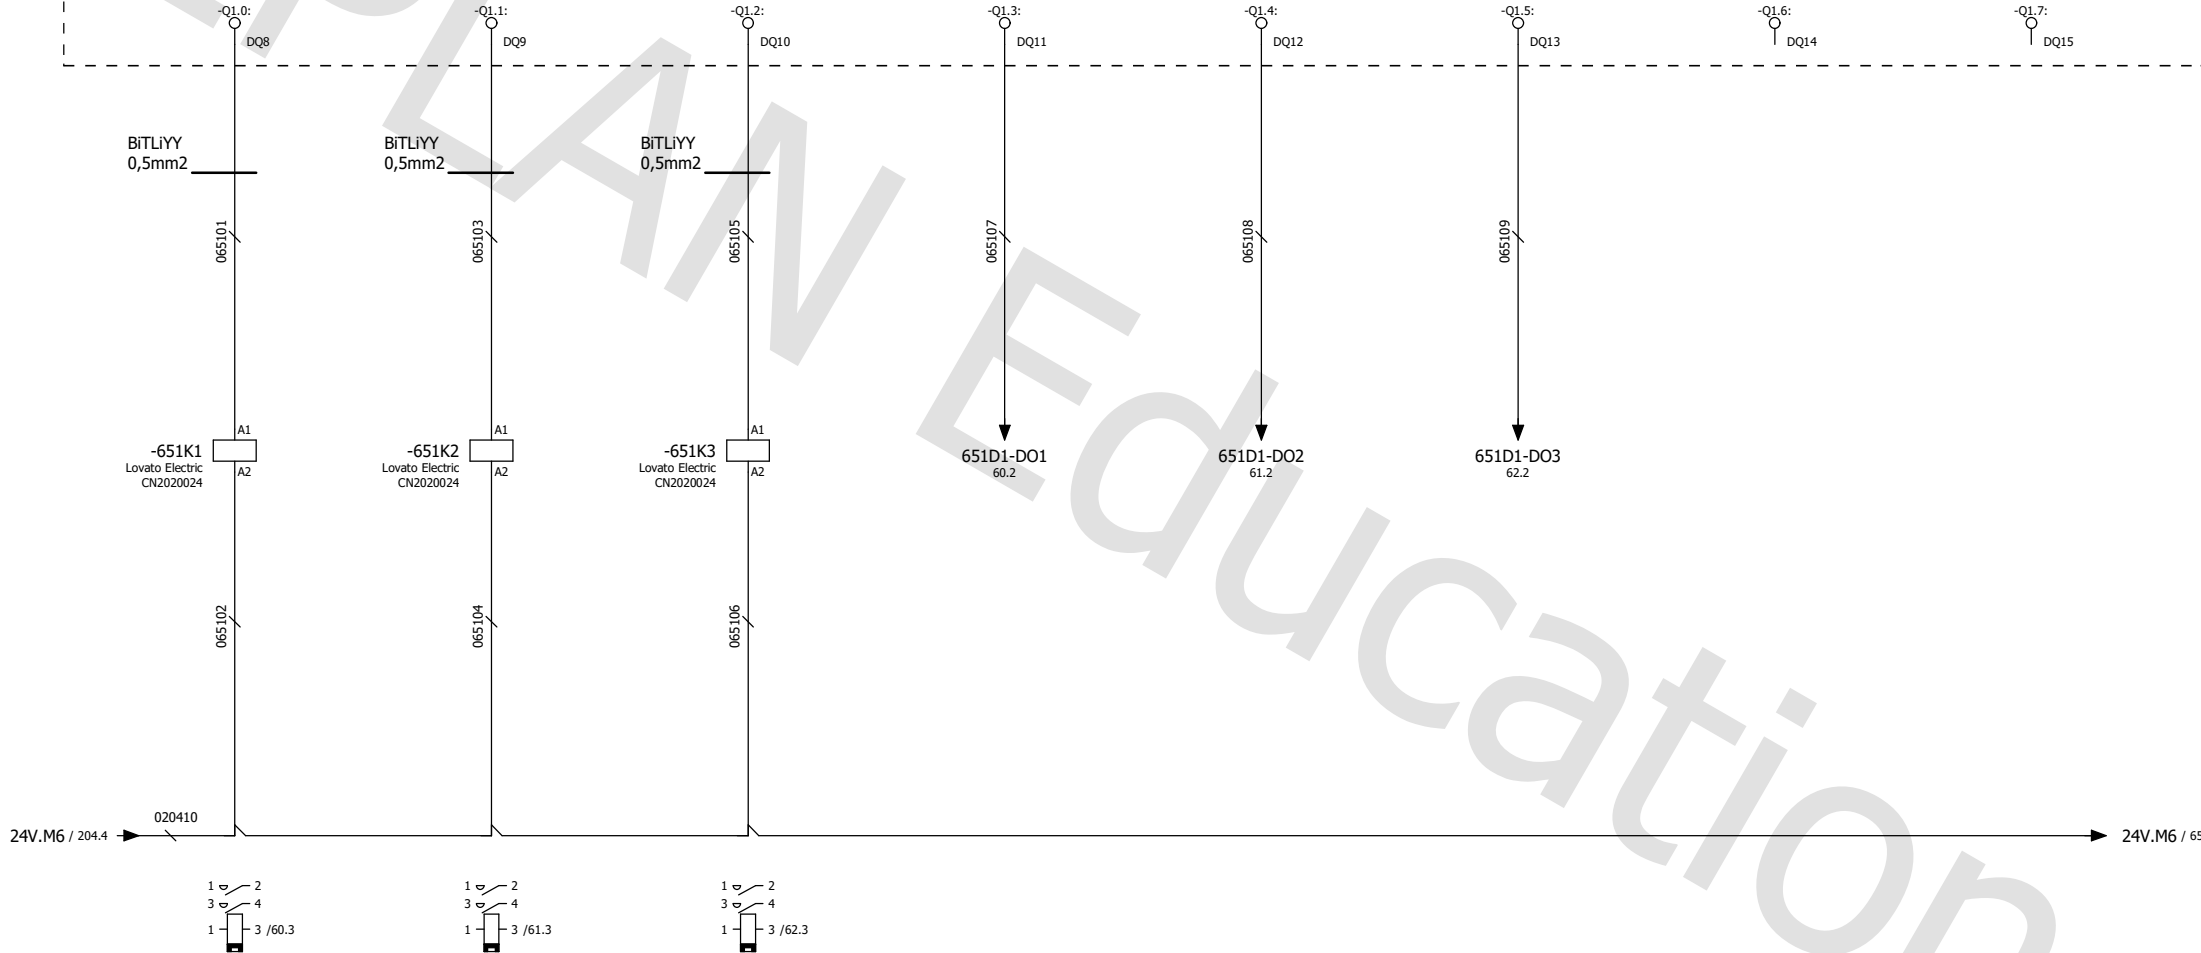 -Q1.0:
-Q1.1:
-Q1.2:
-Q1.3:
-Q1.4:
-Q1.5:
-Q1.6:
-Q1.7:
DQ8
DQ9
DQ10
DQ11
DQ12
DQ13
DQ14
DQ15
BiTLiYY
0,5mm2
BiTLiYY
0,5mm2
BiTLiYY
0,5mm2
065101
065103
065105
065107
065108
065109
A1
-651K1
Lovato Electric
CN2020024
A2
A1
-651K2
Lovato Electric
CN2020024
A2
A1
-651K3
Lovato Electric
CN2020024
A2
651D1-DO1
60.2
651D1-DO2
61.2
651D1-DO3
62.2
065102
065104
065106
020410
24V.M6 / 204.4
24V.M6 / 65
1 2
3 4
1 3 /60.3
1 2
3 4
1 3 /61.3
1 2
3 4
1 3 /62.3
PLAN Education